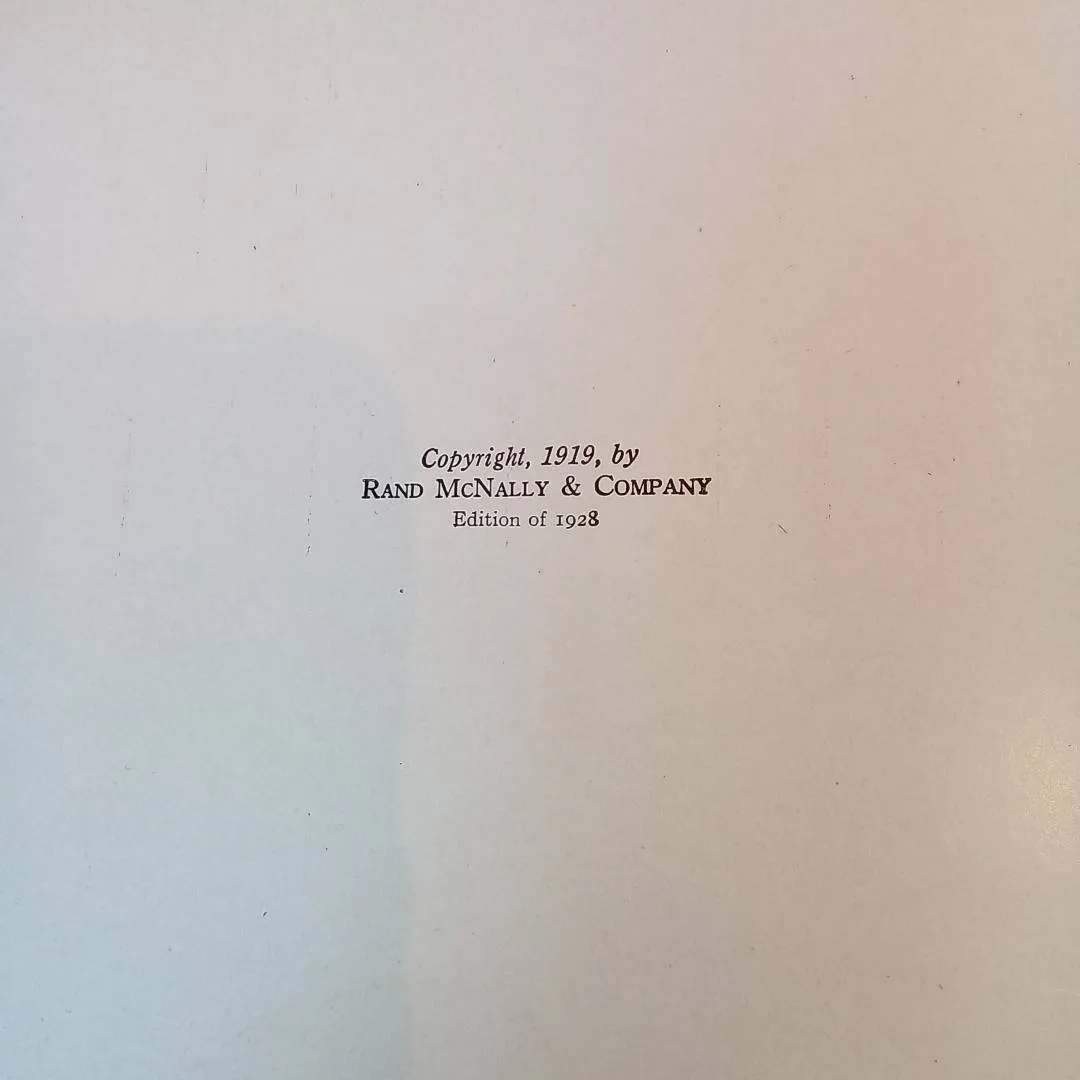 Copyright, 1919, by
RAND MCNALLY & COMPANY
Edition of 1928